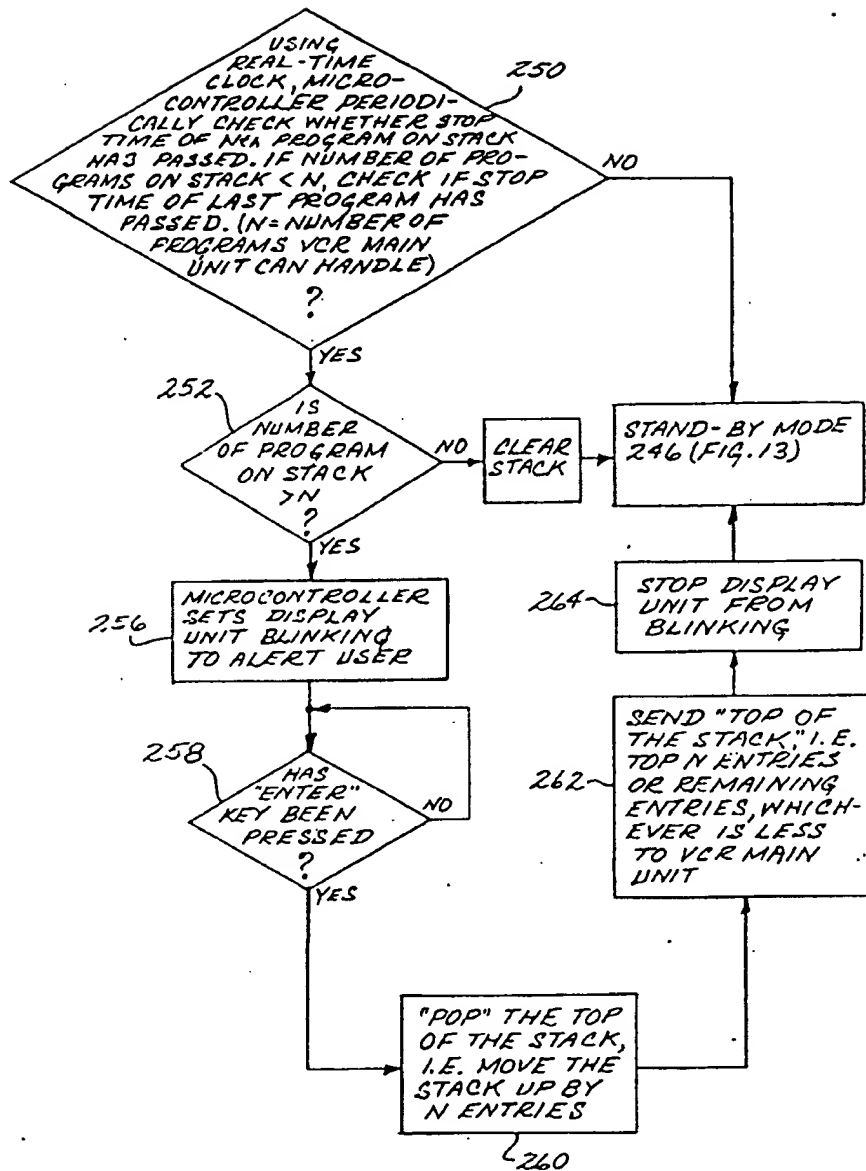 USING
REAL-TIME
CLOCK, MICRO-
CONTROLLER PERIODI-
CALLY CHECK WHETHER STOP
TIME OF Nth PROGRAM ON STACK
HAS PASSED. IF NUMBER OF PRO-
GRAMS ON STACK < N, CHECK IF STOP
TIME OF LAST PROGRAM HAS
PASSED. (N=NUMBER OF
PROGRAMS VCR MAIN
UNIT CAN HANDLE)
?
250
NO
YES
252
IS
NUMBER
OF PROGRAM
ON STACK
>N
?
NO
CLEAR
STACK
STAND-BY MODE
246 (FIG. 13)
YES
256
MICROCONTROLLER
SETS DISPLAY
UNIT BLINKING
TO ALERT USER
264
STOP DISPLAY
UNIT FROM
BLINKING
258
HAS
"ENTER"
KEY BEEN
PRESSED
?
NO
YES
262
SEND "TOP OF
THE STACK," I.E.
TOP N ENTRIES
OR REMAINING
ENTRIES, WHICH-
EVER IS LESS
TO VCR MAIN
UNIT
"POP" THE TOP
OF THE STACK,
I.E. MOVE THE
STACK UP BY
N ENTRIES
260